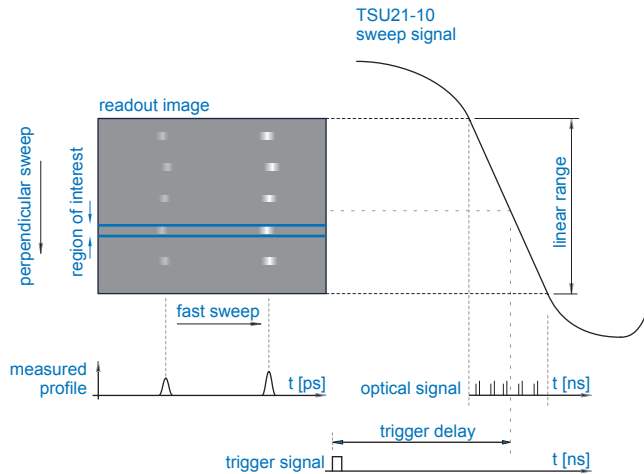 TSU21-10
sweep signal
readout image
perpendicular sweep
region of interest
linear range
fast sweep
measured
profile
t [ps]
optical signal
t [ns]
trigger delay
trigger signal
t [ns]